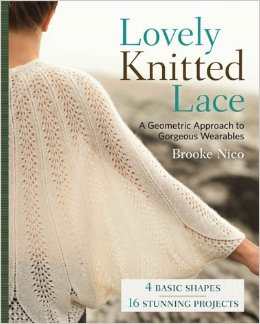 Lovely
Knitted
Lace
A Geometric Approach to
Gorgeous Wearables
Brooke Nico
4 BASIC SHAPES
16 STUNNING PROJECTS